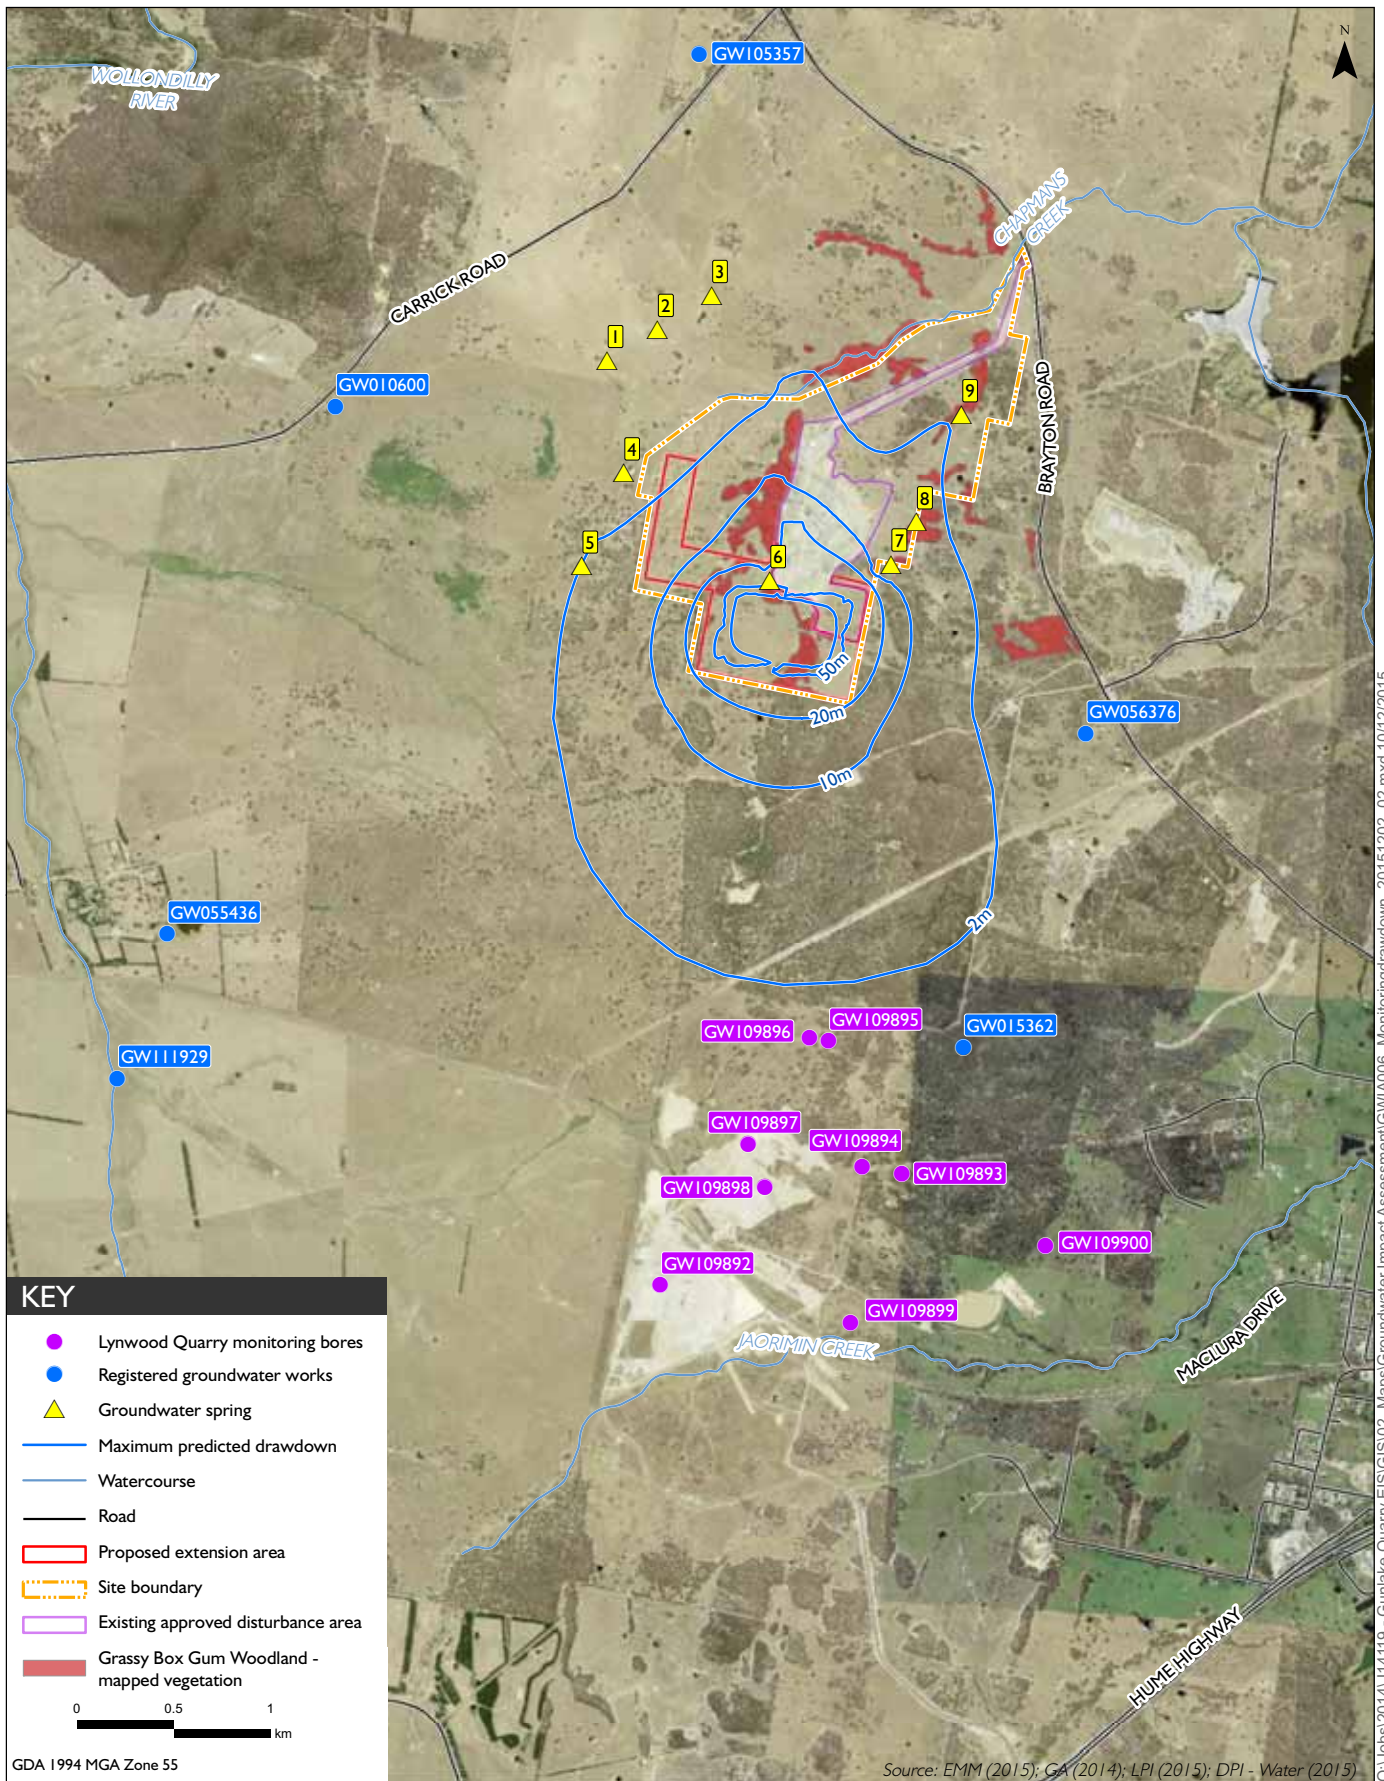 N
GW105357
WOLLONDILLY
RIVER
CHAPMANS
CREEK
CARRICK ROAD
3
2
1
GW010600
9
BRAYTON ROAD
4
8
5
7
6
50m
20m
GW056376
10m
GW055436
2m
GW109896
GW109895
GW015362
GW111929
GW109897
GW109894
GW109893
GW109898
GW109900
GW109892
GW109899
JAORIMIN CREEK
MACLURA DRIVE
HUME HIGHWAY
KEY
Lynwood Quarry monitoring bores
Registered groundwater works
Groundwater spring
Maximum predicted drawdown
Watercourse
Road
Proposed extension area
Site boundary
Existing approved disturbance area
Grassy Box Gum Woodland -
mapped vegetation
0 0.5 1
km
GDA 1994 MGA Zone 55
Source: EMM (2015); GA (2014); LPI (2015); DPI - Water (2015)